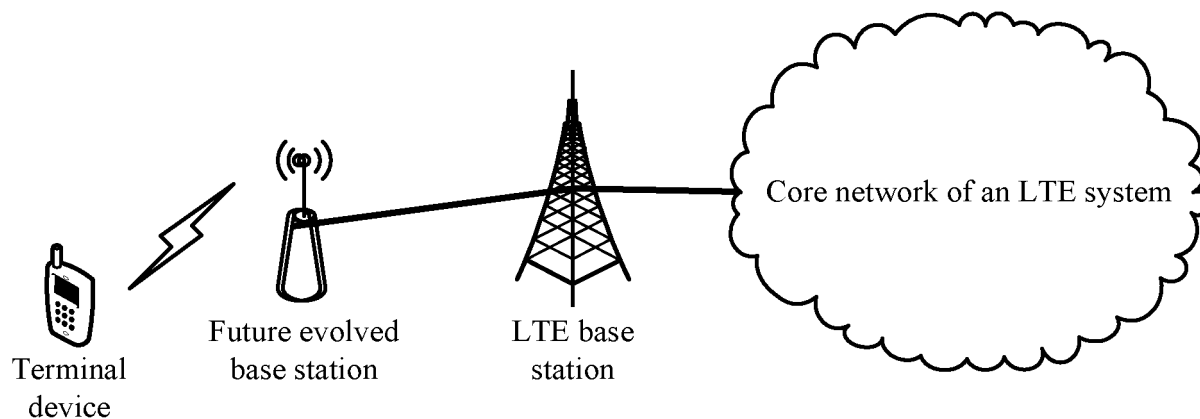 Core network of an LTE system
Future evolved
base station
LTE base
station
Terminal
device